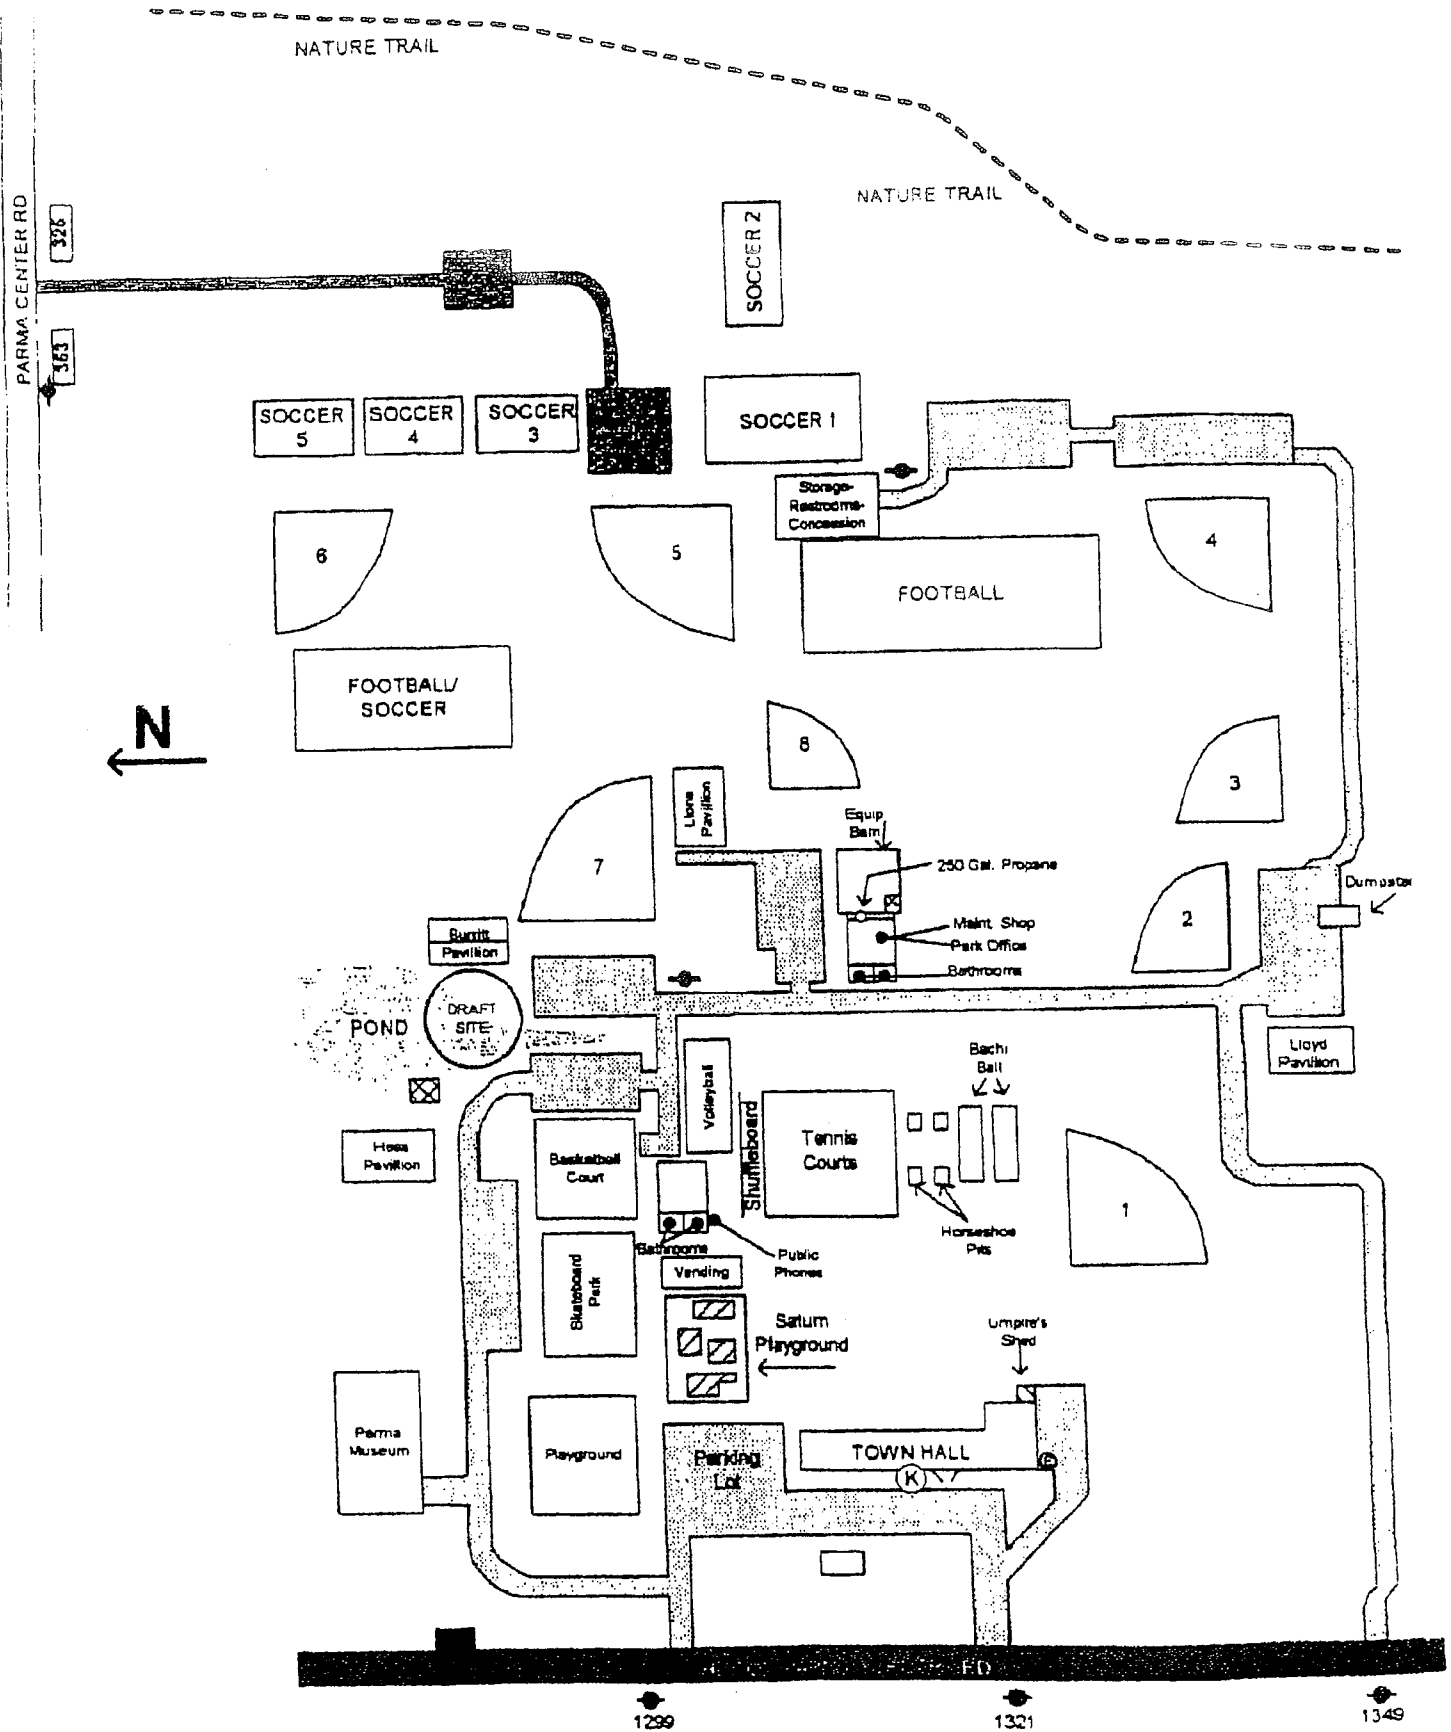 NATURE TRAIL
NATURE TRAIL
PARMA CENTER RD
326
363
SOCCER 2
SOCCER
5
SOCCER
4
SOCCER
3
SOCCER 1
Storage-
Restrooms-
Concession
6
5
4
FOOTBALL
FOOTBALL/
SOCCER
N
8
3
Lions
Pavillion
Equip
Barn
7
250 Gal. Propane
Dumpster
2
Maint. Shop
Park Office
Bathrooms
Burritt
Pavillion
DRAFT
SITE
POND
Lloyd
Pavillion
Bachi
Ball
Volleyball
Shuffleboard
Tennis
Courts
Hess
Pavillion
Basketball
Court
1
Horseshoe
Pits
Bathrooms
Public
Phones
Vending
Skateboard
Park
Saturn
Playground
Umpire's
Shed
Parma
Museum
Playground
Parking
Lot
TOWN HALL
K
RD
1299
1321
1349